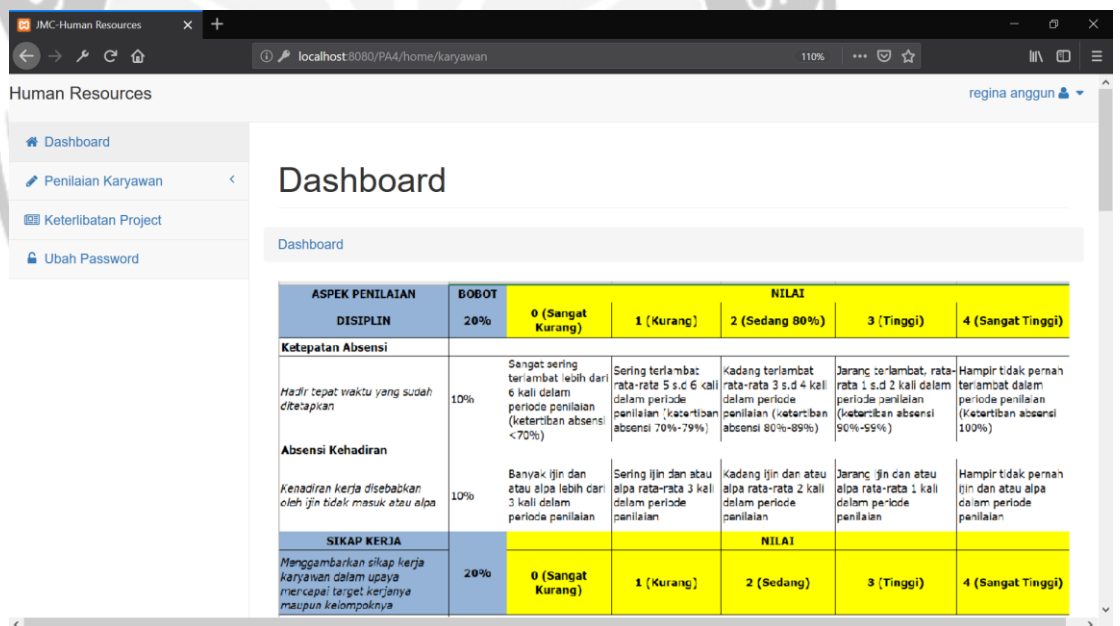 JMC-Human Resources
localhost:8080/PA4/home/karyawan
110%
Human Resources
regina anggun
Dashboard
Penilaian Karyawan
Keterlibatan Project
Ubah Password
Dashboard
Dashboard
ASPEK PENILAIAN
BOBOT
NILAI
DISIPLIN
20%
0 (Sangat
Kurang)
1 (Kurang)
2 (Sedang 80%)
3 (Tinggi)
4 (Sangat Tinggi)
Ketepatan Absensi
Hadir tepat waktu yang sudah
ditetapkan
10%
Sangat sering
terlambat lebih dari
6 kali dalam
periode penilaian
(ketertiban absensi
<70%)
Sering terlambat
rata-rata 5 s.d 6 kali
dalam periode
penilaian (ketertiban
absensi 70%-79%)
Kadang terlambat
rata-rata 3 s.d 4 kali
dalam periode
penilaian (ketertiban
absensi 80%-89%)
Jarang terlambat, rata-
rata 1 s.d 2 kali dalam
periode penilaian
(ketertiban absensi
90%-99%)
Hampir tidak pernah
terlambat dalam
periode penilaian
(Ketertiban absensi
100%)
Absensi Kehadiran
Kehadiran kerja disebabkan
oleh ijin tidak masuk atau alpa
10%
Banyak ijin dan
atau alpa lebih dari
3 kali dalam
periode penilaian
Sering ijin dan atau
alpa rata-rata 3 kali
dalam periode
penilaian
Kadang ijin dan atau
alpa rata-rata 2 kali
dalam periode
penilaian
Jarang ijin dan atau
alpa rata-rata 1 kali
dalam periode
penilaian
Hampir tidak pernah
ijin dan atau alpa
dalam periode
penilaian
SIKAP KERJA
NILAI
Menggambarkan sikap kerja
karyawan dalam upaya
mencapai target kerjanya
maupun kelompoknya
20%
0 (Sangat
Kurang)
1 (Kurang)
2 (Sedang)
3 (Tinggi)
4 (Sangat Tinggi)